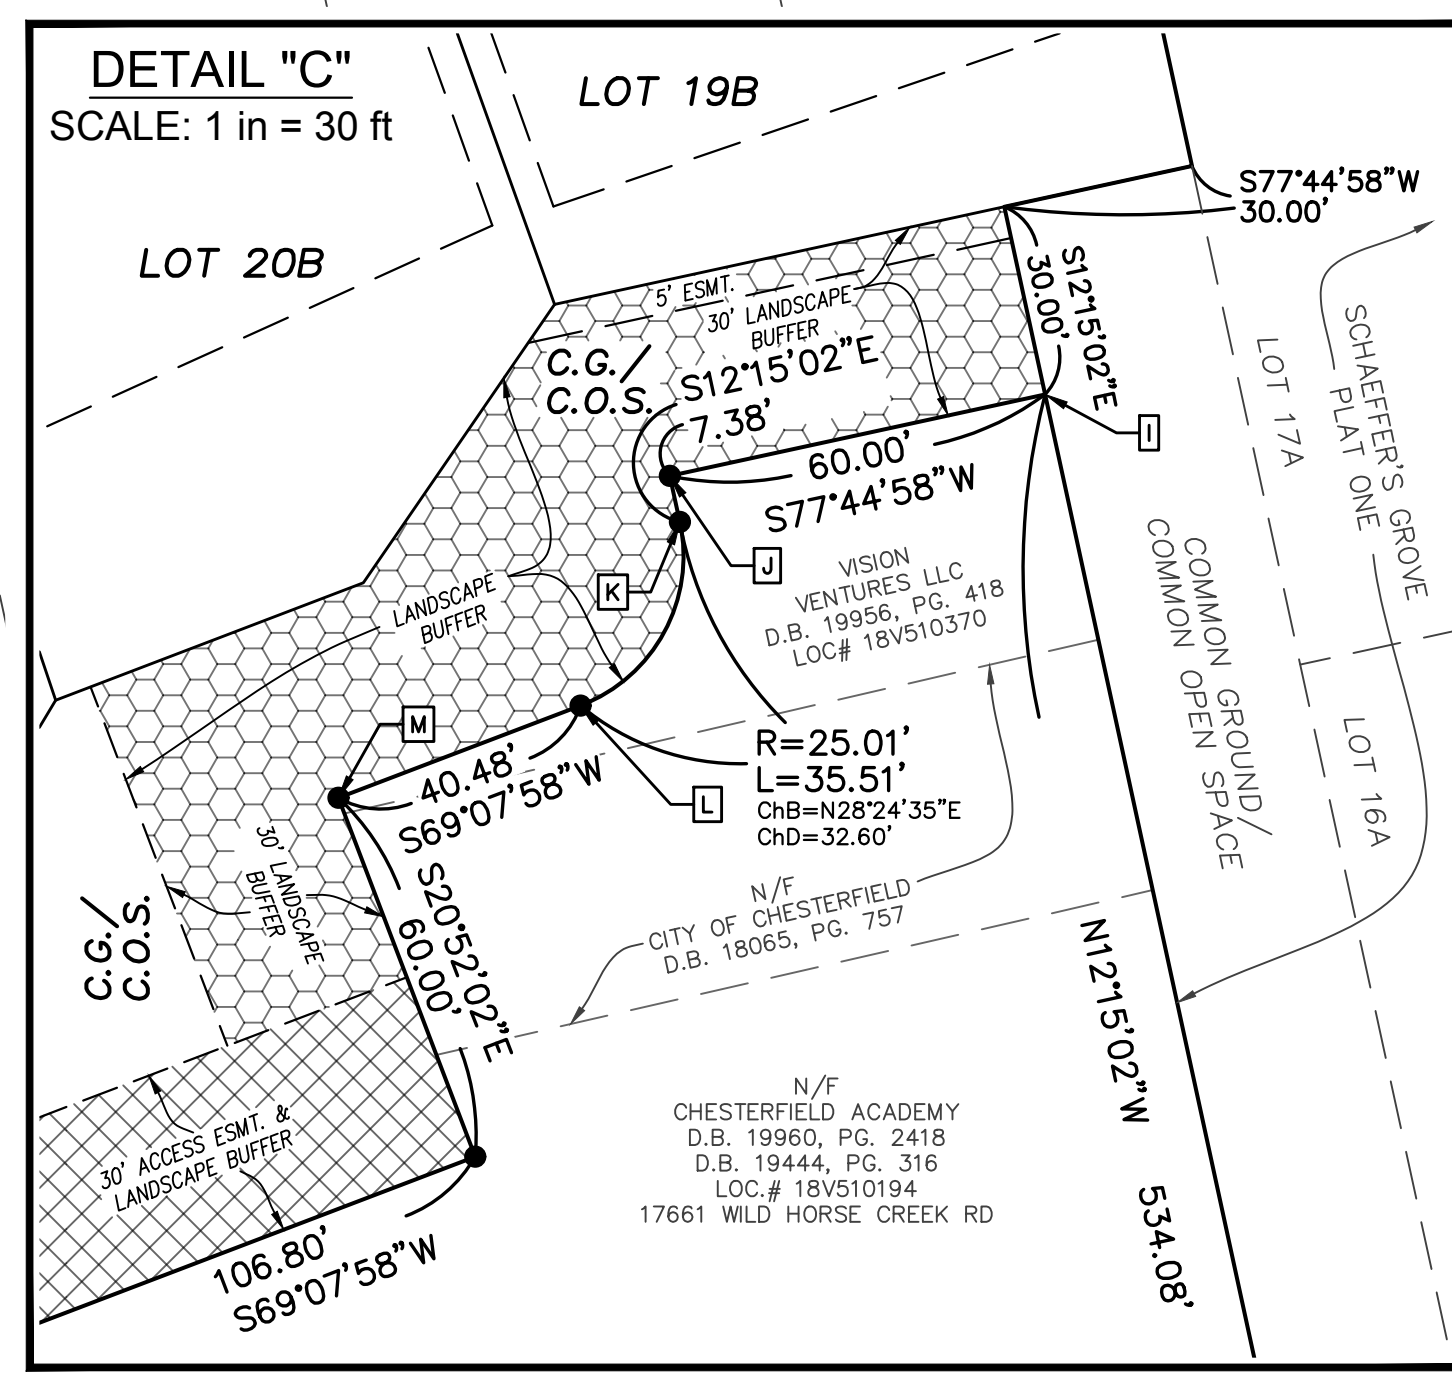 DETAIL "C"
SCALE: 1 in = 30 ft
LOT 19B
LOT 20B
S77°44'58"W
30.00'
S12°15'02"E
30.00'
5' ESMT.
30' LANDSCAPE
BUFFER
C.G./
C.O.S.
S12°15'02"E
7.38'
60.00'
S77°44'58"W
I
J
K
LANDSCAPE
BUFFER
VISION
VENTURES LLC
D.B. 19956, PG. 418
LOC# 18V510370
LOT 17A
SCHAEFFER'S GROVE
PLAT ONE
COMMON GROUND/
COMMON OPEN SPACE
LOT 16A
M
40.48'
S69°07'58"W
L
R=25.01'
L=35.51'
ChB=N28°24'35"E
ChD=32.60'
30' LANDSCAPE
BUFFER
C.G./
C.O.S.
S20°52'02"E
60.00'
N/F
CITY OF CHESTERFIELD
D.B. 18065, PG. 757
N12°15'02"W
534.08'
30' ACCESS ESMT. &
LANDSCAPE BUFFER
106.80'
S69°07'58"W
N/F
CHESTERFIELD ACADEMY
D.B. 19960, PG. 2418
D.B. 19444, PG. 316
LOC.# 18V510194
17661 WILD HORSE CREEK RD